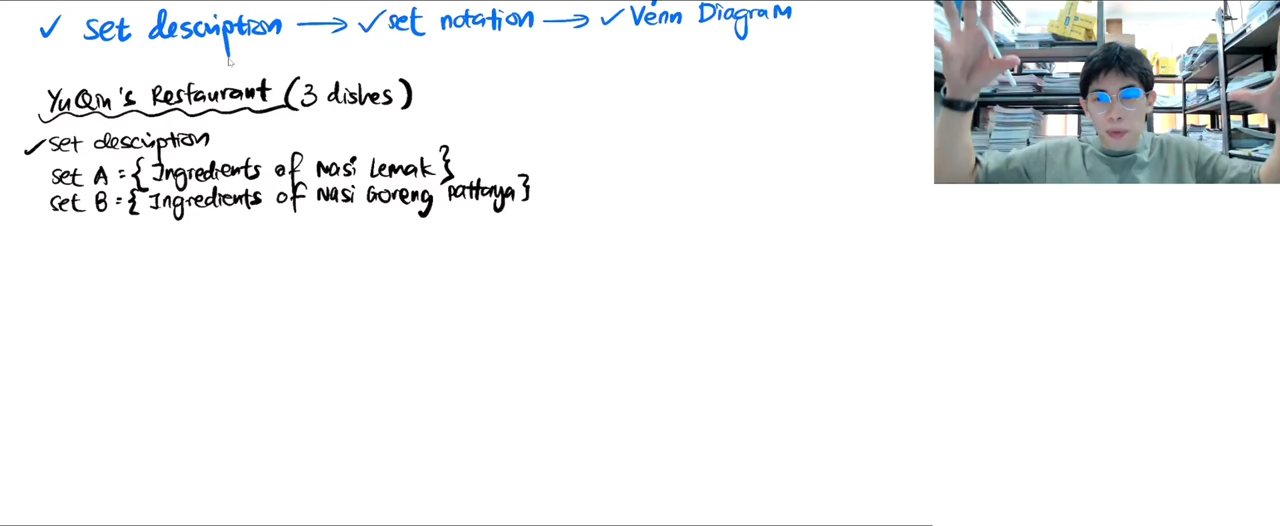 ✓ set description → ✓ set notation → ✓ Venn Diagram
YuQin's Restaurant (3 dishes)
✓ set description
set A = { Ingredients of Nasi Lemak }
set B = { Ingredients of Nasi Goreng Pattaya }